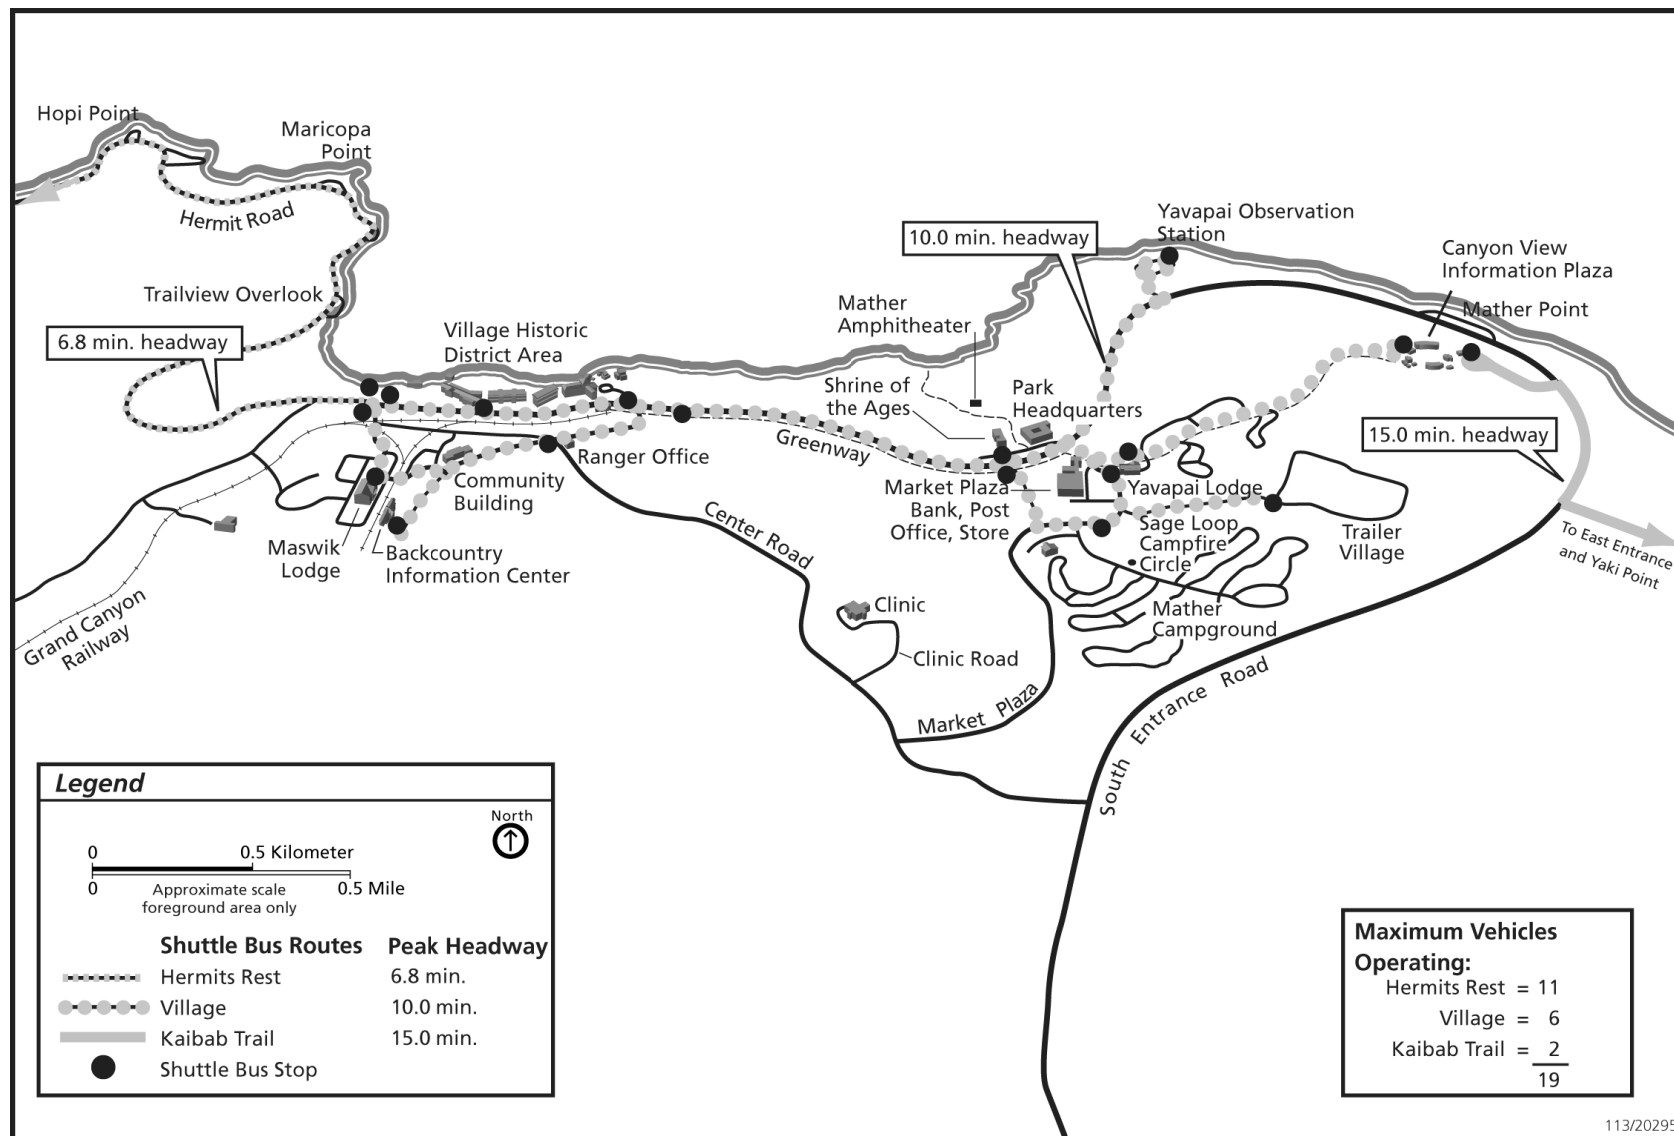 Hopi Point
Maricopa
Point
Hermit Road
Trailview Overlook
6.8 min. headway
Village Historic
District Area
10.0 min. headway
Yavapai Observation
Station
Canyon View
Information Plaza
Mather Point
Mather
Amphitheater
Shrine of
the Ages
Park
Headquarters
15.0 min. headway
Greenway
Ranger Office
Community
Building
Market Plaza
Bank, Post
Office, Store
Yavapai Lodge
Sage Loop
Campfire
Circle
Trailer
Village
To East Entrance
and Yaki Point
Center Road
Maswik
Lodge
Backcountry
Information Center
Grand Canyon
Railway
Clinic
Clinic Road
Mather
Campground
Market Plaza
South Entrance Road
Legend
North
0 0.5 Kilometer
0 0.5 Mile
Approximate scale
foreground area only
Shuttle Bus Routes Peak Headway
Hermits Rest 6.8 min.
Village 10.0 min.
Kaibab Trail 15.0 min.
Shuttle Bus Stop
Maximum Vehicles
Operating:
Hermits Rest = 11
Village = 6
Kaibab Trail = 2
19
113/20295